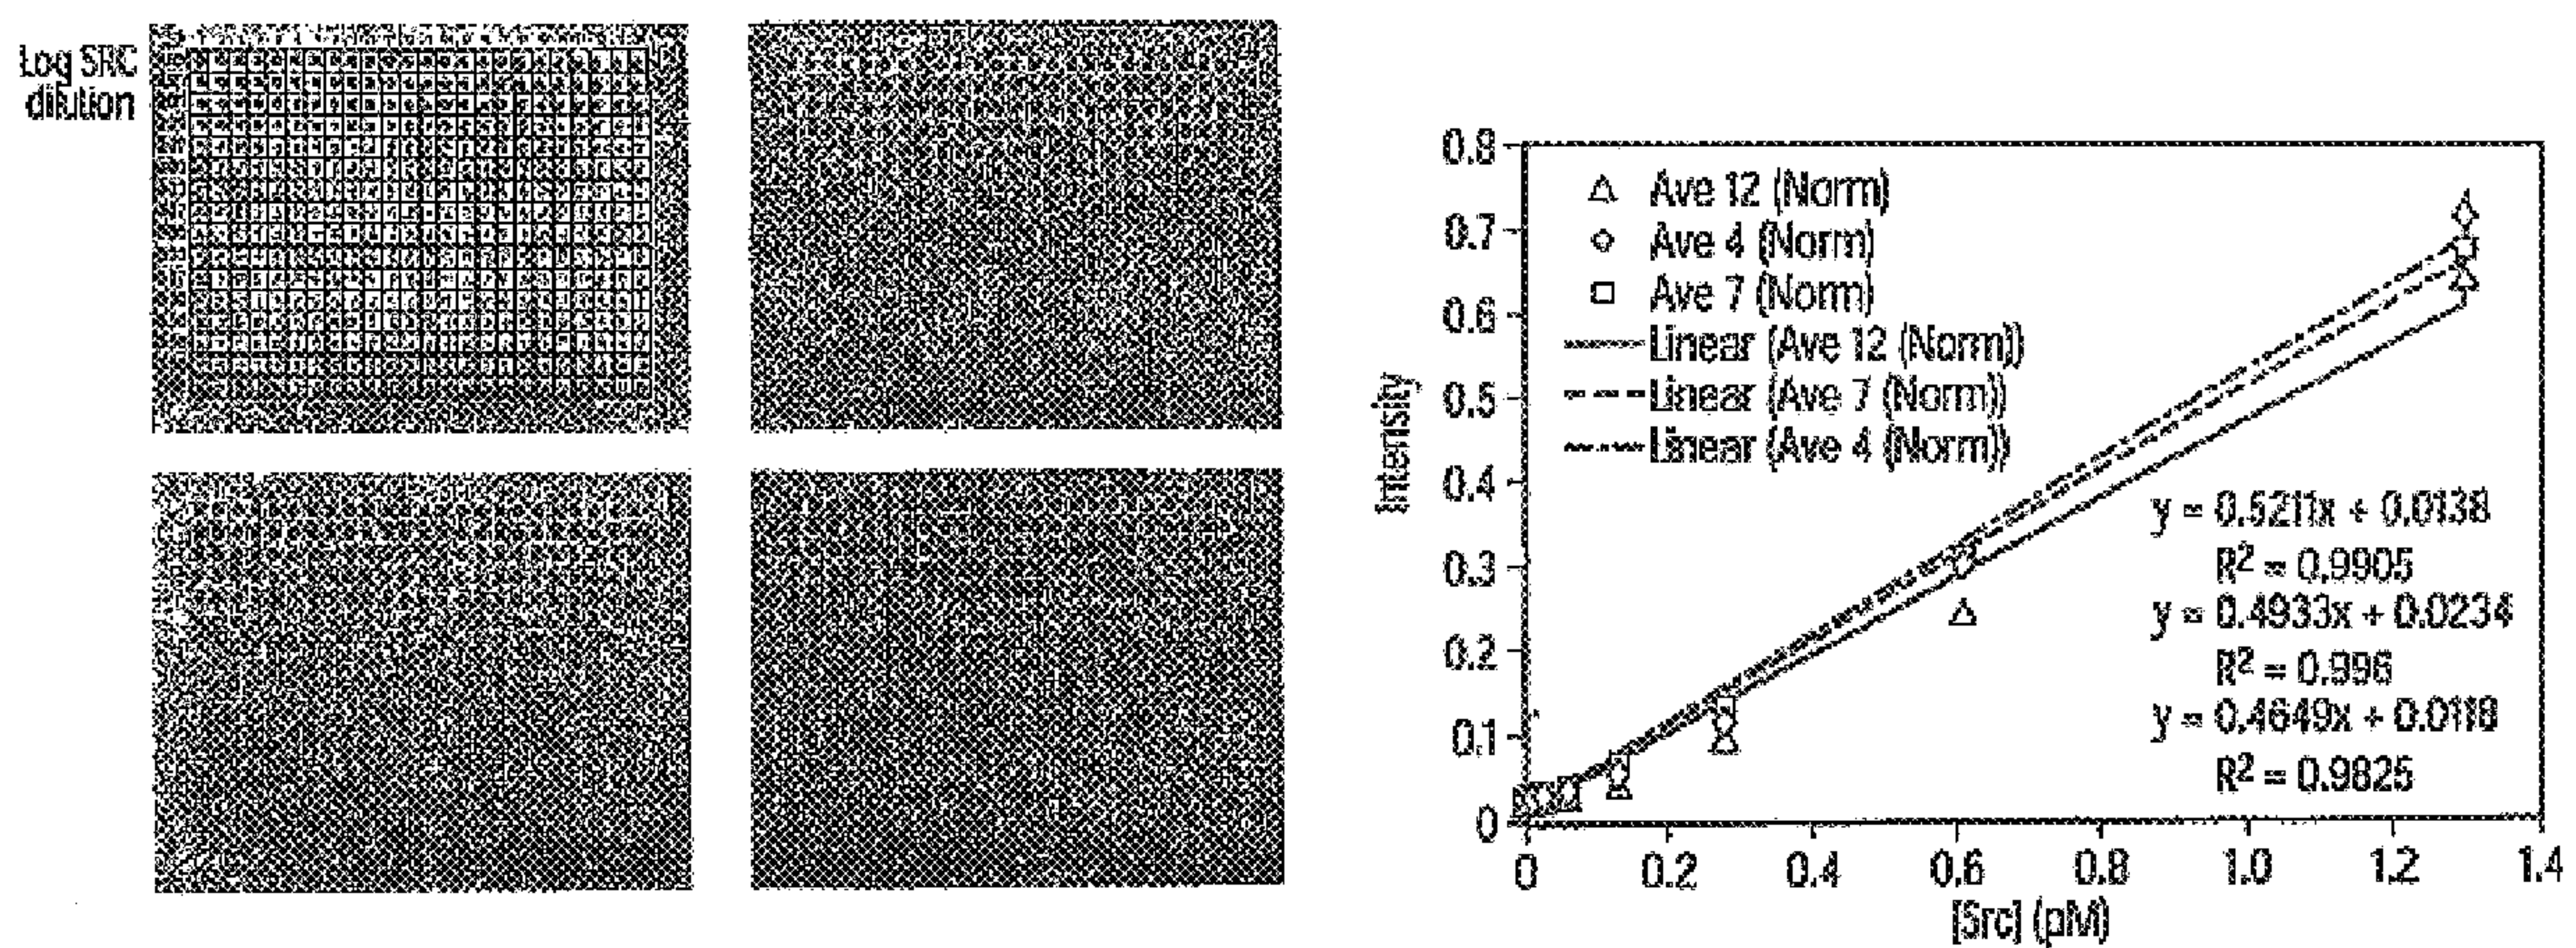 Log SRC
dilution
0.8
0.7
0.6
0.5
0.4
0.3
0.2
0.1
0
Intensity
Ave 12 (Norm)
Ave 4 (Norm)
Ave 7 (Norm)
Linear (Ave 12 (Norm))
Linear (Ave 7 (Norm))
Linear (Ave 4 (Norm))
y = 0.5211x + 0.0138
R² = 0.9905
y = 0.4933x + 0.0234
R² = 0.996
y = 0.4649x + 0.0118
R² = 0.9825
0 0.2 0.4 0.6 0.8 1.0 1.2 1.4
[Src] (pM)